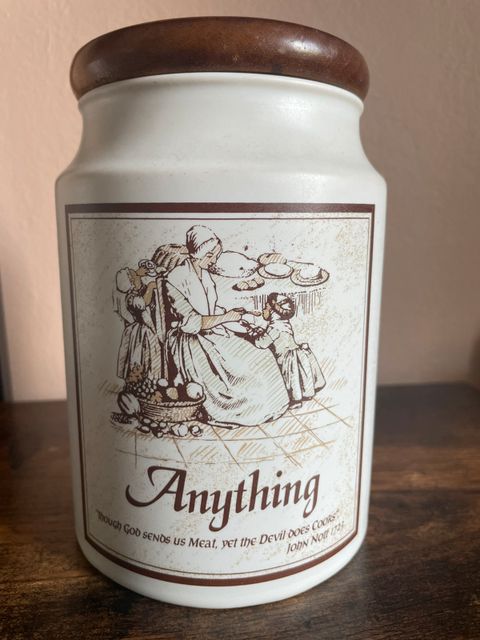 Anything
"Though God sends us Meat, yet the Devil does Cooks"
John Nott 1723